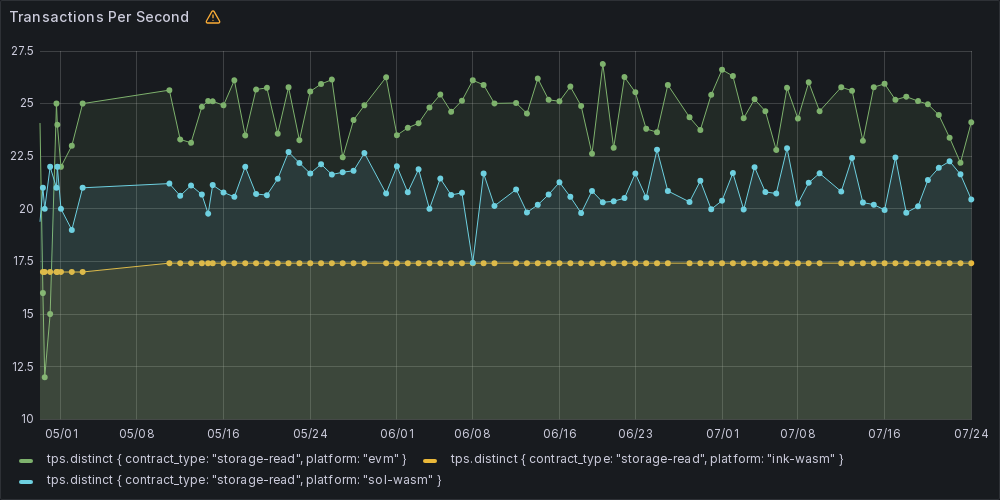 Transactions Per Second
27.5
25
22.5
20
17.5
15
12.5
10
05/01 05/08 05/16 05/24 06/01 06/08 06/16 06/23 07/01 07/08 07/16 07/24
tps.distinct { contract_type: "storage-read", platform: "evm" } tps.distinct { contract_type: "storage-read", platform: "ink-wasm" }
tps.distinct { contract_type: "storage-read", platform: "sol-wasm" }